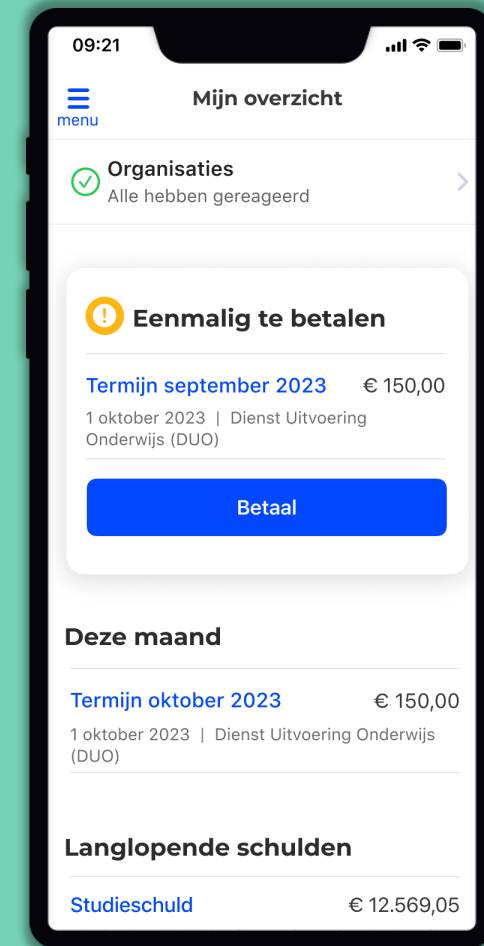 09:21
menu
Mijn overzicht
Organisaties
Alle hebben gereageerd
Eenmalig te betalen
Termijn september 2023 € 150,00
1 oktober 2023 | Dienst Uitvoering
Onderwijs (DUO)
Betaal
Deze maand
Termijn oktober 2023 € 150,00
1 oktober 2023 | Dienst Uitvoering Onderwijs
(DUO)
Langlopende schulden
Studieschuld € 12.569,05